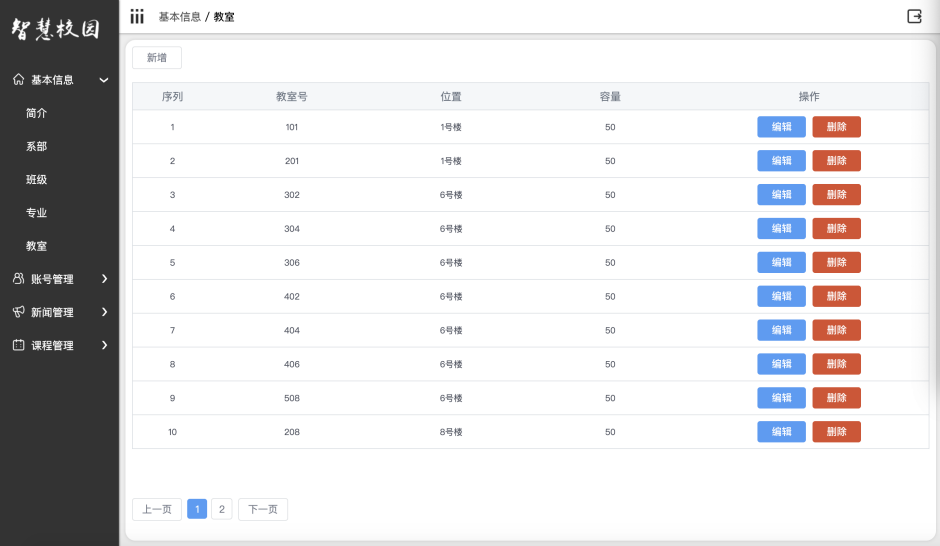 智慧校园
基本信息
简介
系部
班级
专业
教室
账号管理
新闻管理
课程管理
基本信息 / 教室
新增
序列 教室号 位置 容量 操作
1 101 1号楼 50 编辑 删除
2 201 1号楼 50 编辑 删除
3 302 6号楼 50 编辑 删除
4 304 6号楼 50 编辑 删除
5 306 6号楼 50 编辑 删除
6 402 6号楼 50 编辑 删除
7 404 6号楼 50 编辑 删除
8 406 6号楼 50 编辑 删除
9 508 6号楼 50 编辑 删除
10 208 8号楼 50 编辑 删除
上一页 1 2 下一页